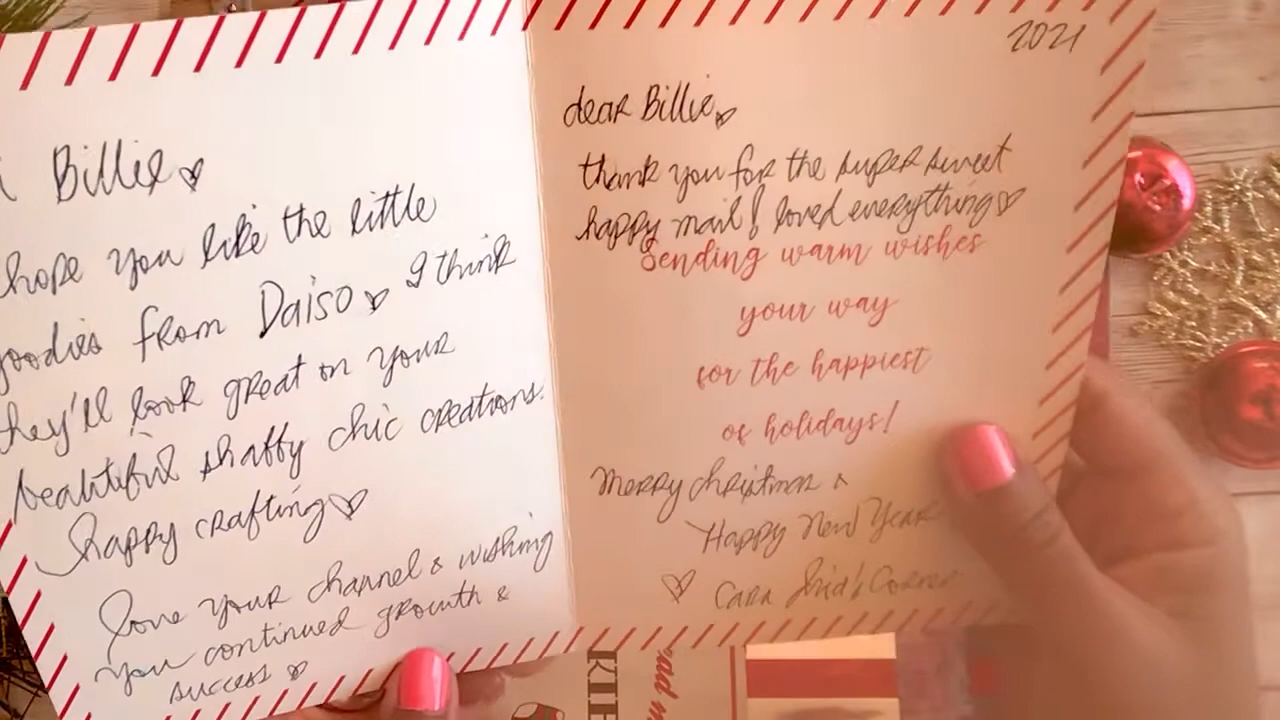 Billie
hope you like the little
goodies from Daiso I think
they'll look great on your
beautiful shabby chic creations.
happy crafting
love your channel & wishing
you continued growth &
success
2021
dear Billie,
thank you for the super sweet
happy mail! loved everything
Sending warm wishes
your way
for the happiest
of holidays!
Merry Christmas &
Happy New Year
Cara Corner